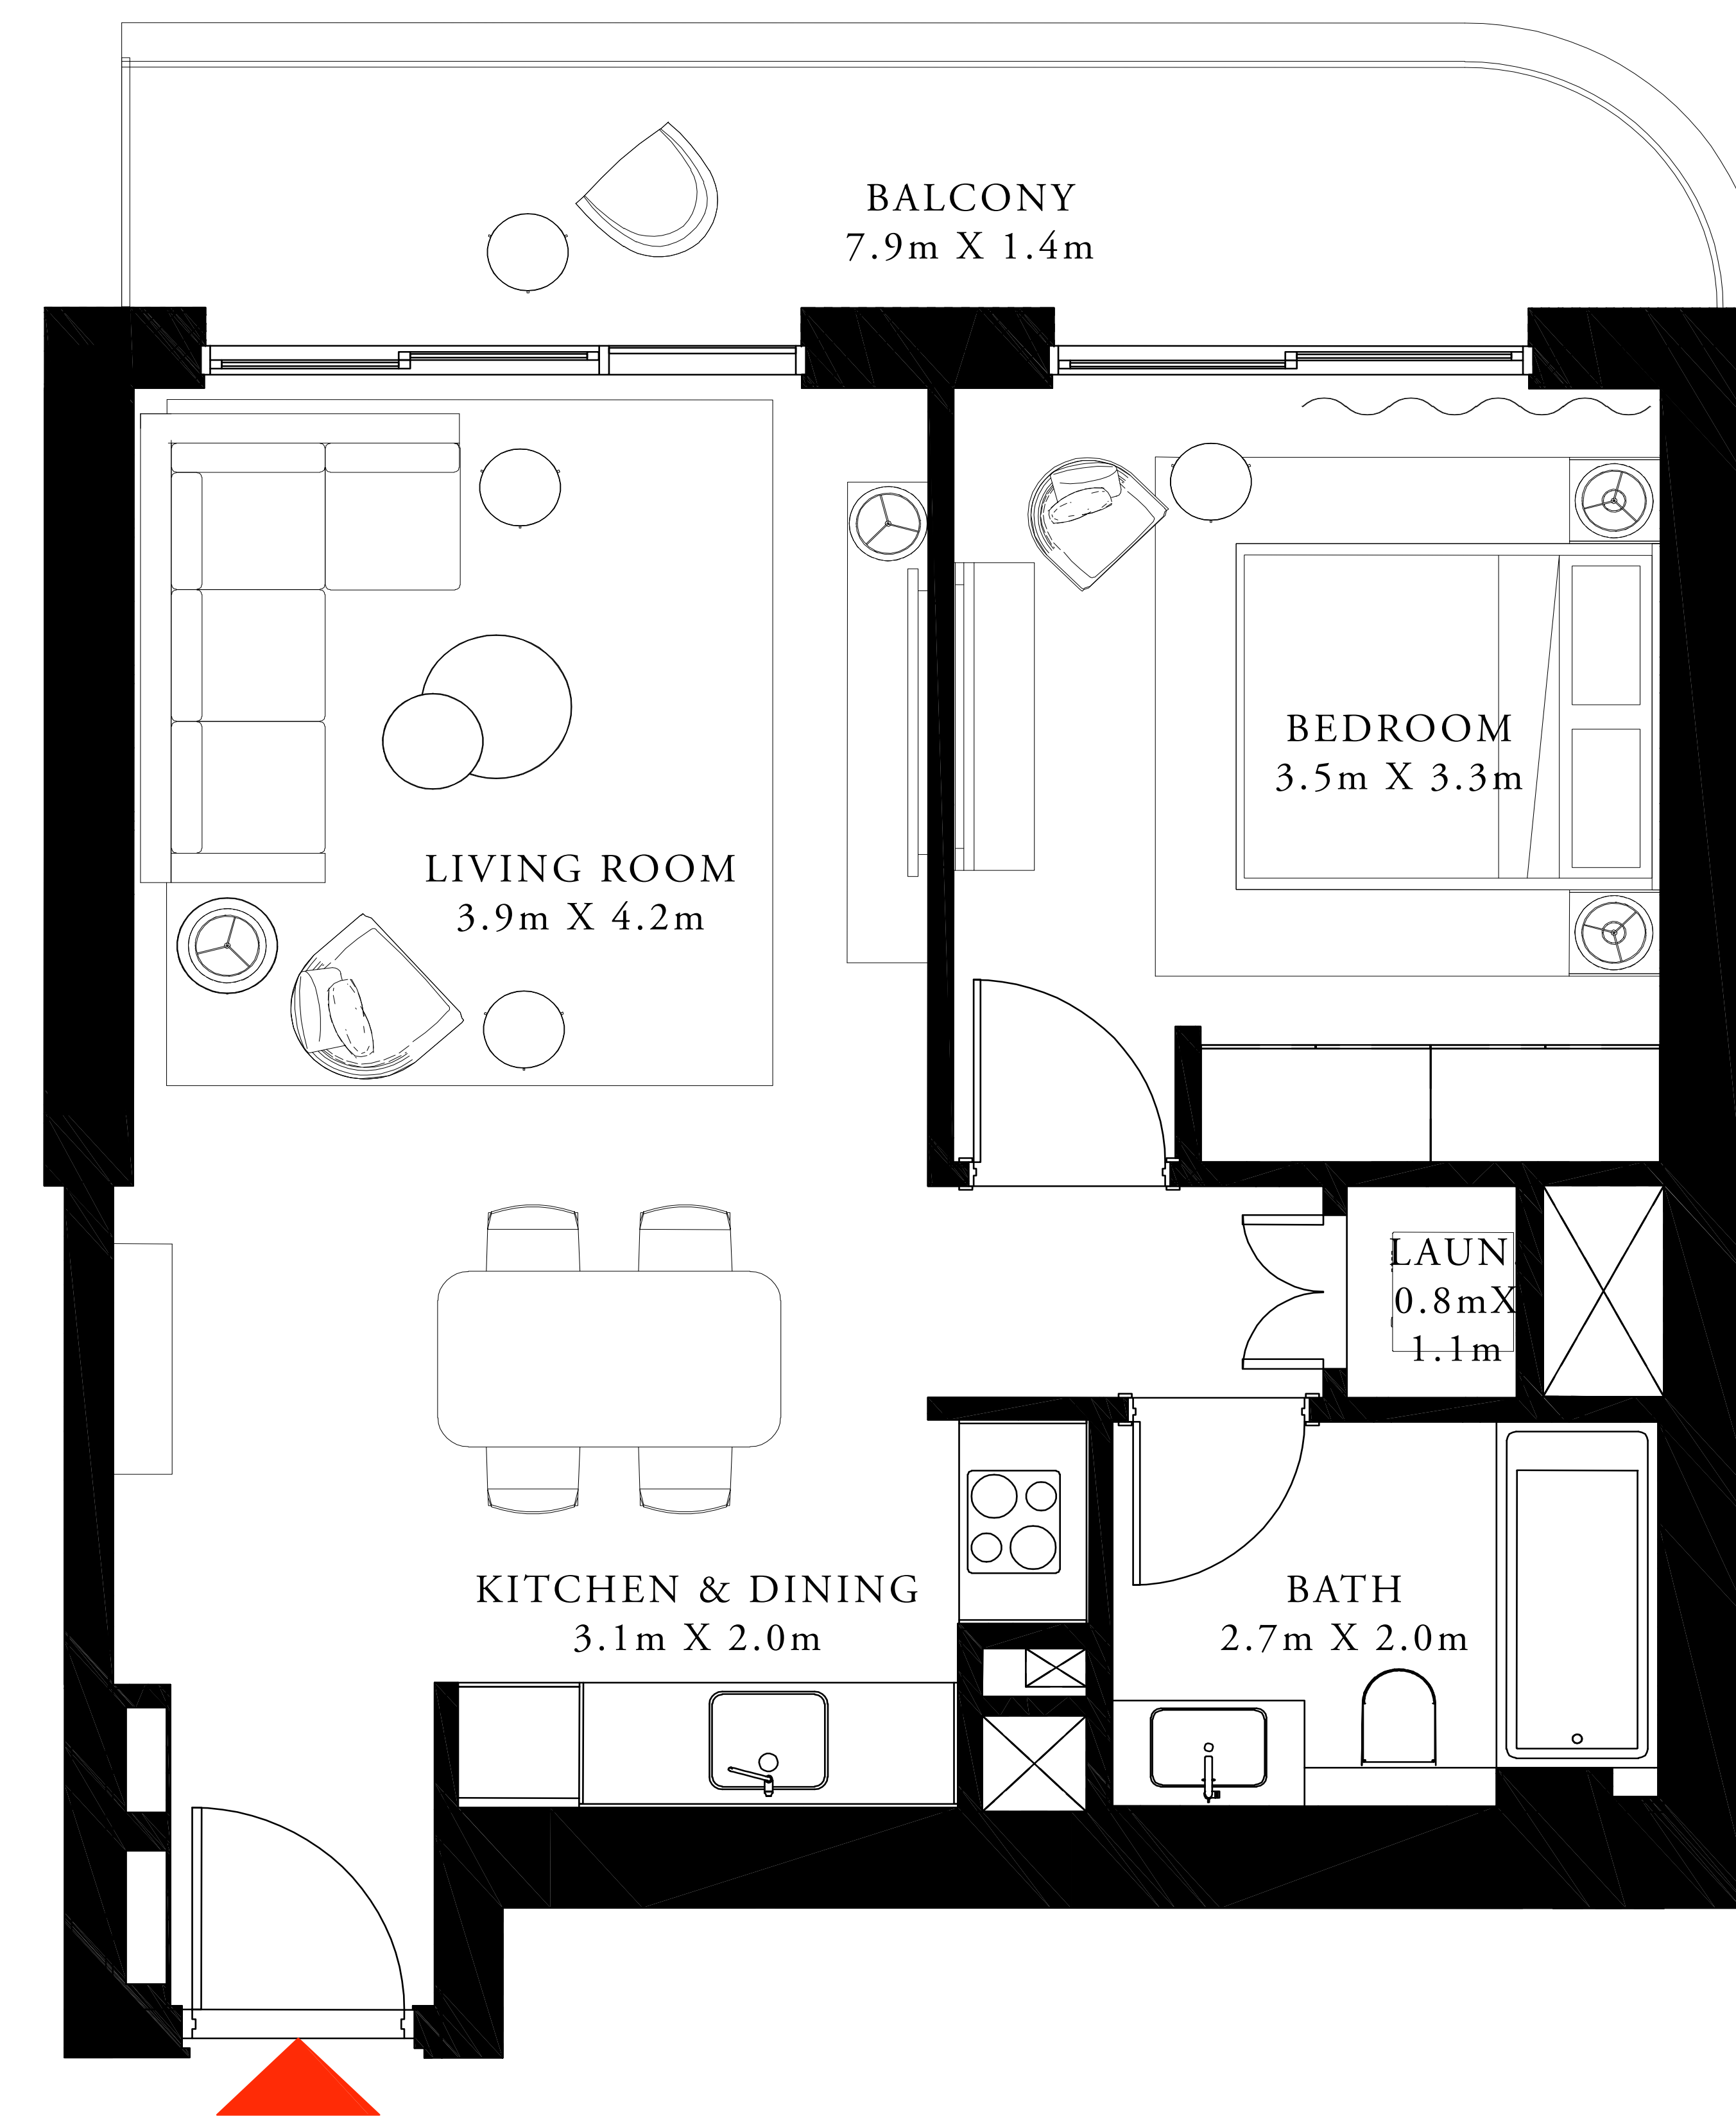 BALCONY
7.9m X 1.4m
BEDROOM
3.5m X 3.3m
LIVING ROOM
3.9m X 4.2m
LAUN
0.8mX
1.1m
KITCHEN & DINING
3.1m X 2.0m
BATH
2.7m X 2.0m